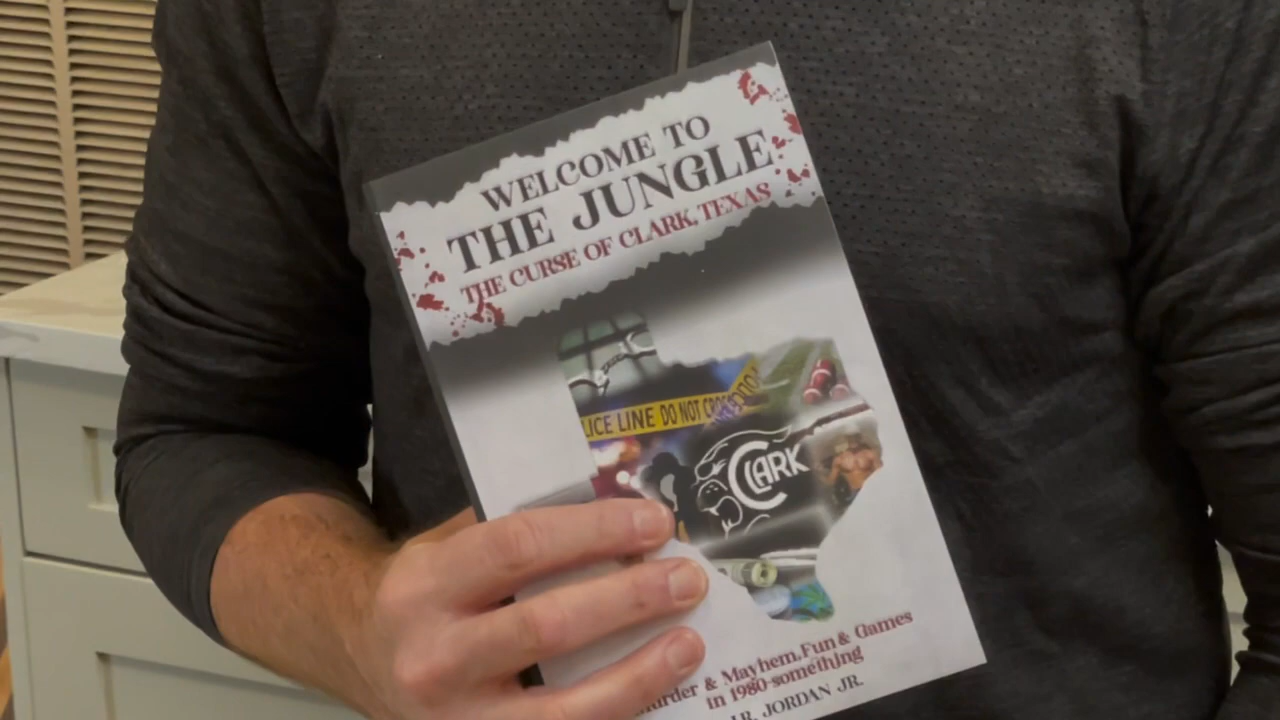 WELCOME TO
THE JUNGLE
THE CURSE OF CLARK, TEXAS
LICE LINE DO NOT CROSS
CLARK
Murder & Mayhem, Fun & Games
in 1980-something
J.R. JORDAN JR.